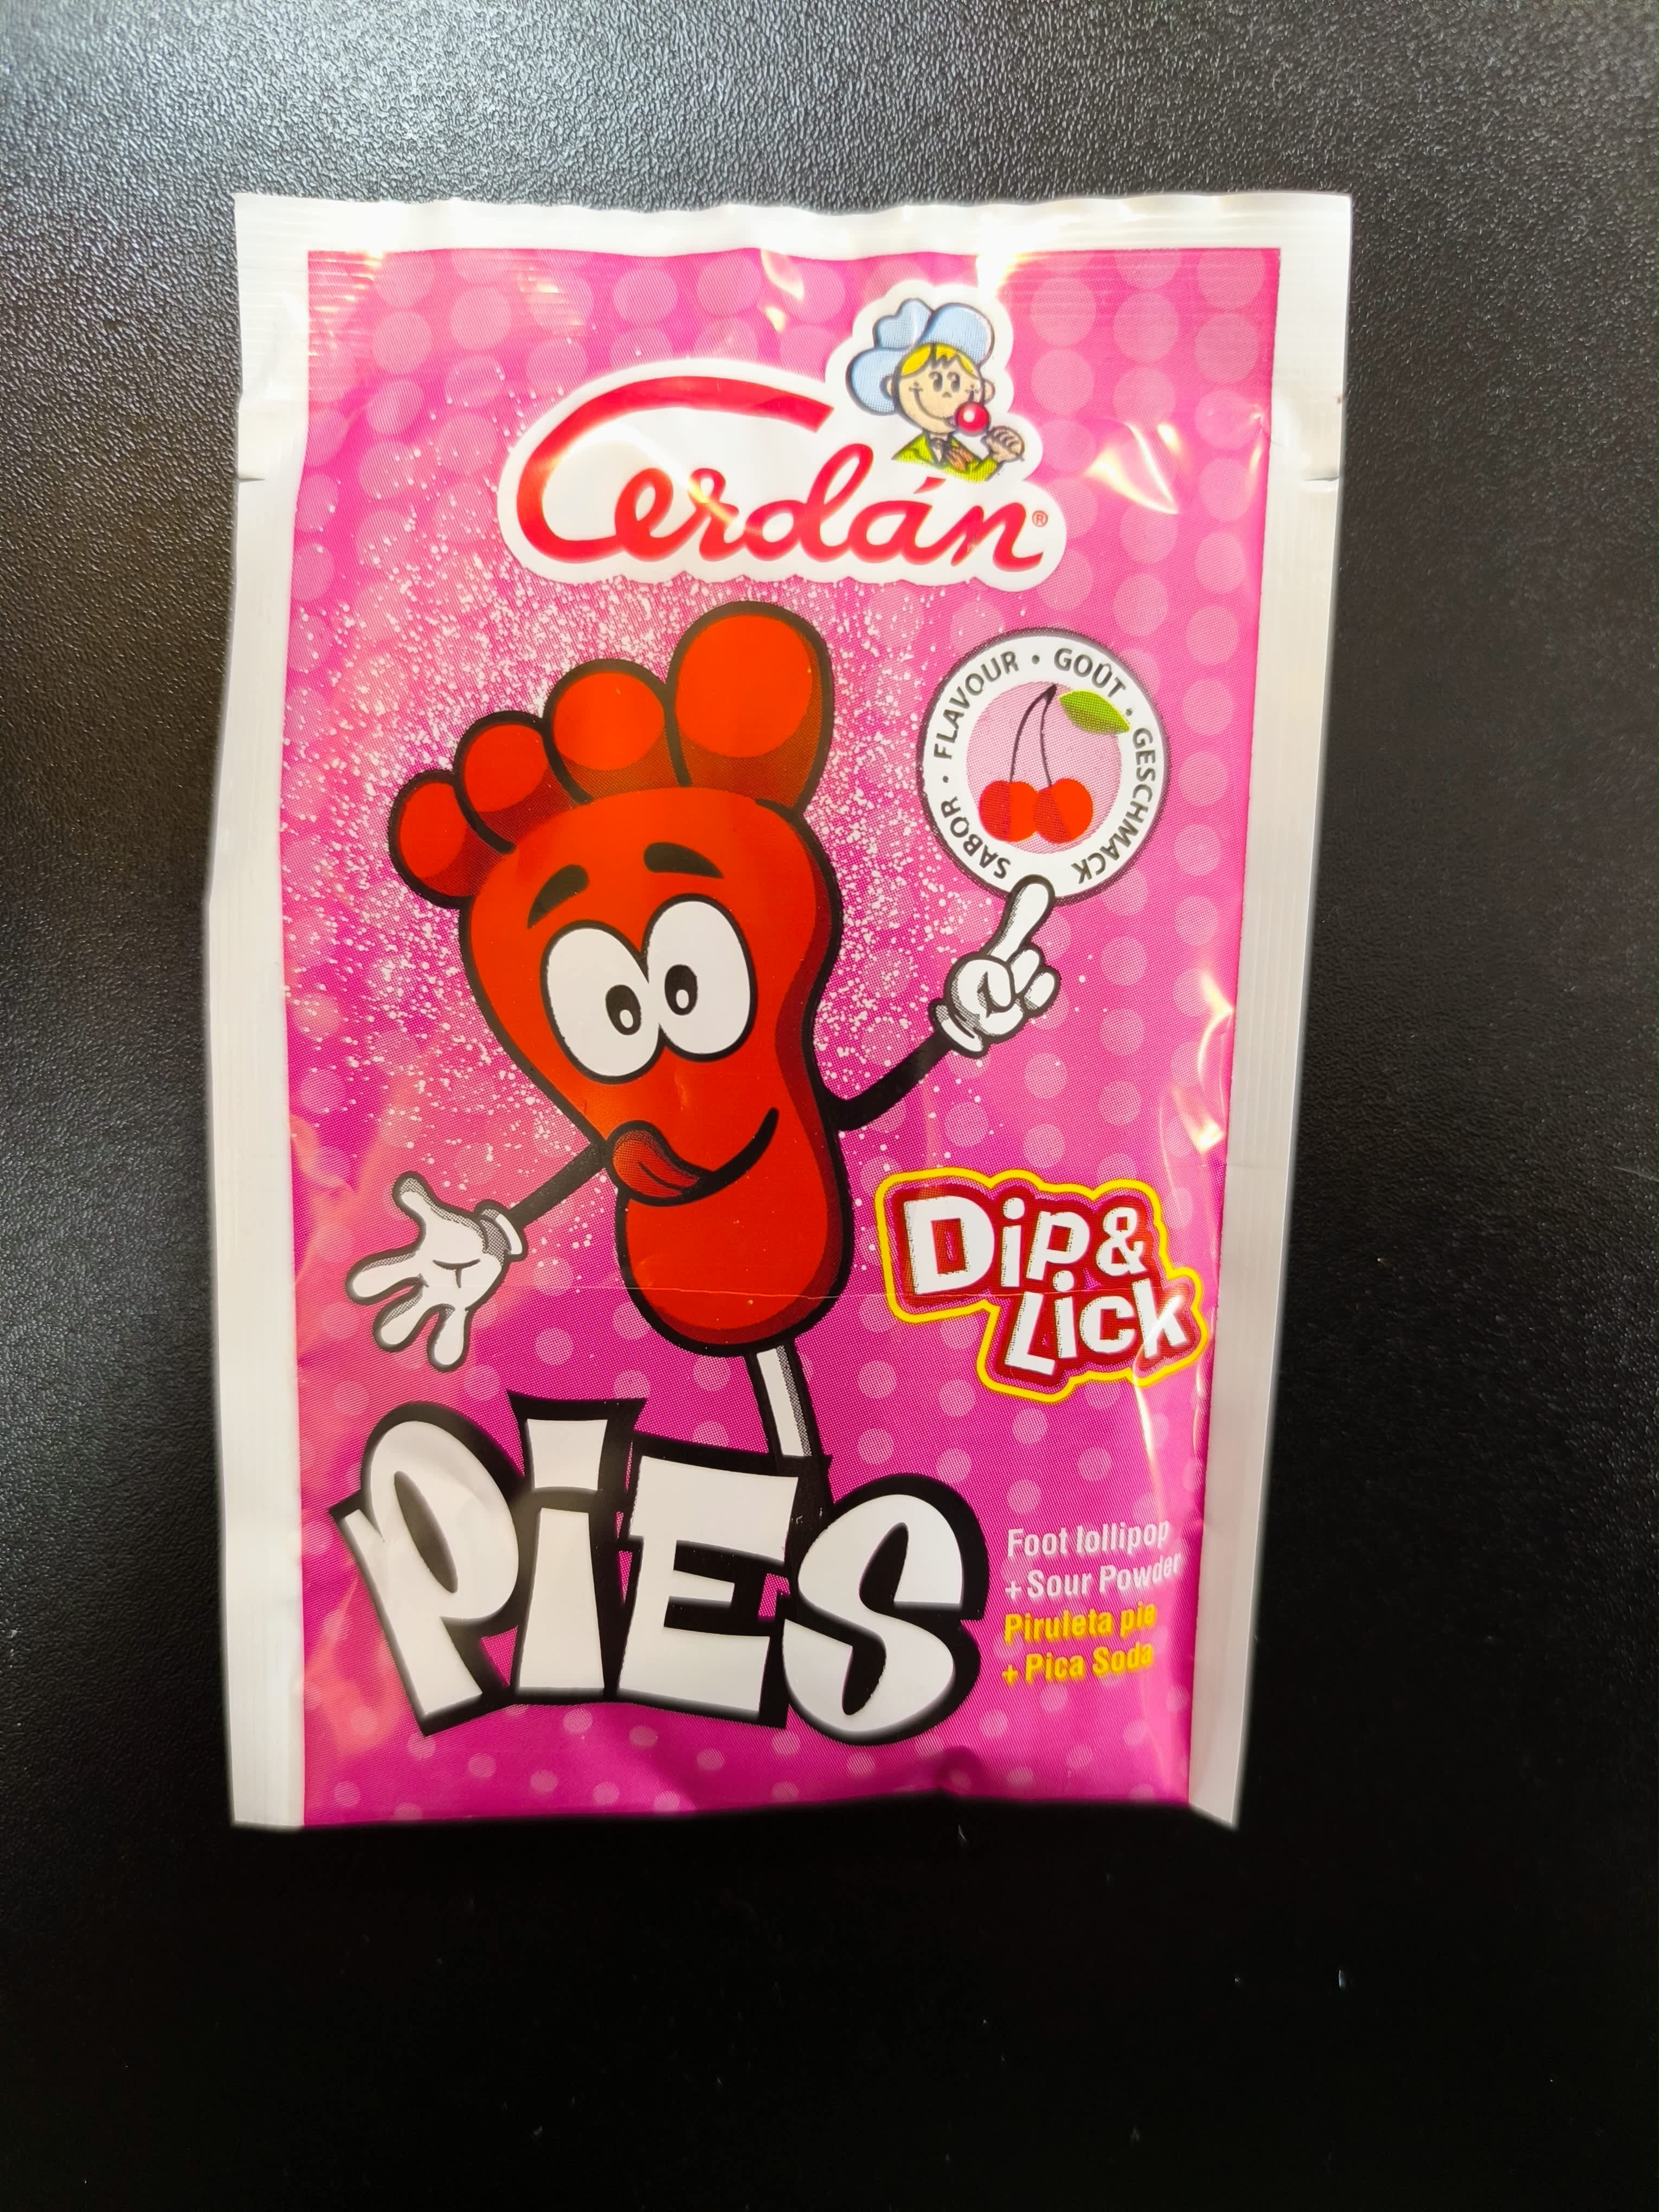 Cerdán®
SABOR • FLAVOUR • GOÛT • GESCHMACK
Dip &
Lick
PiES
Foot lollipop
+ Sour Powder
Piruleta pie
+ Pica Soda